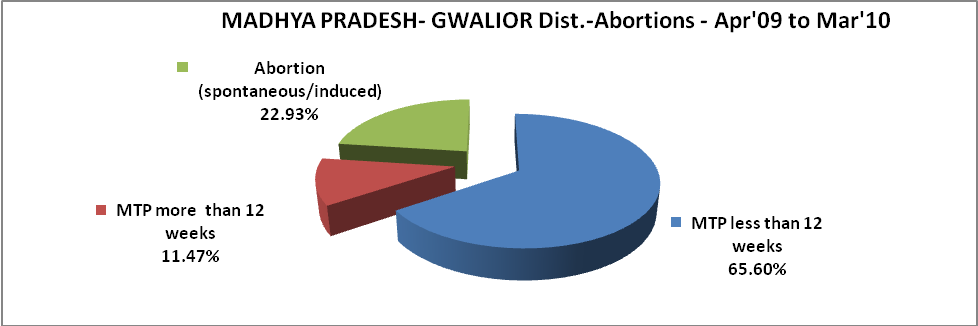 MADHYA PRADESH- GWALIOR Dist.-Abortions - Apr'09 to Mar'10
Abortion
(spontaneous/induced)
22.93%
MTP more  than 12
weeks
11.47%
MTP less than 12
weeks
65.60%